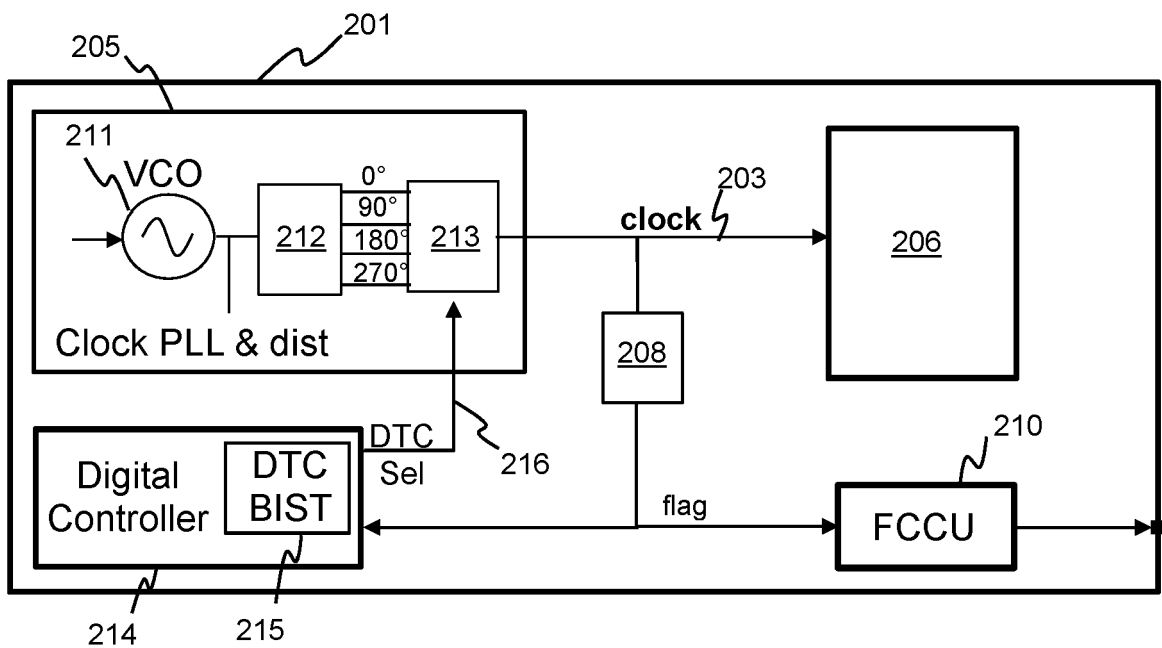 201
205
211
VCO
0°
90°
180°
270°
212
213
clock
203
206
Clock PLL & dist
208
DTC
Sel
216
210
Digital
Controller
DTC
BIST
flag
FCCU
214
215